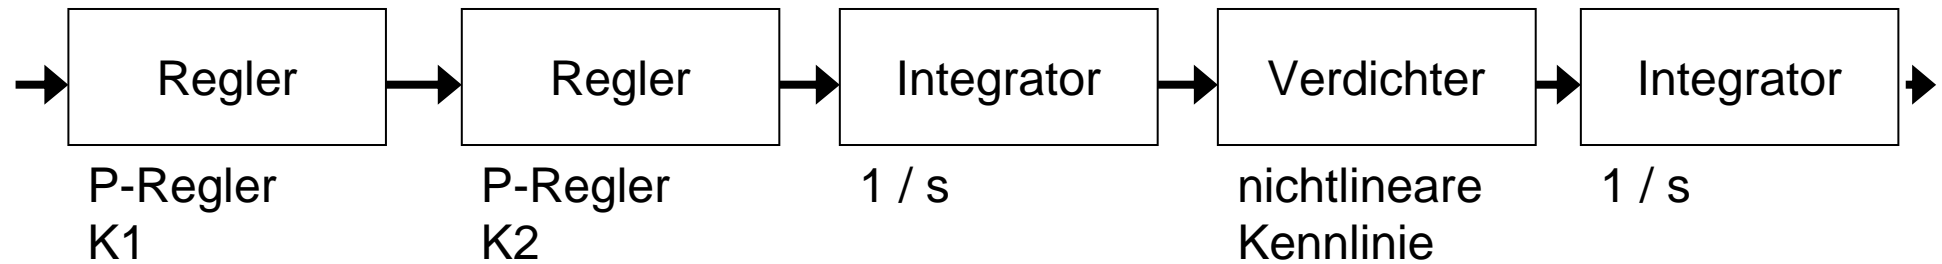 Regler Regler Integrator Verdichter Integrator
P-Regler P-Regler 1 / s nichtlineare 1 / s
K1 K2 Kennlinie